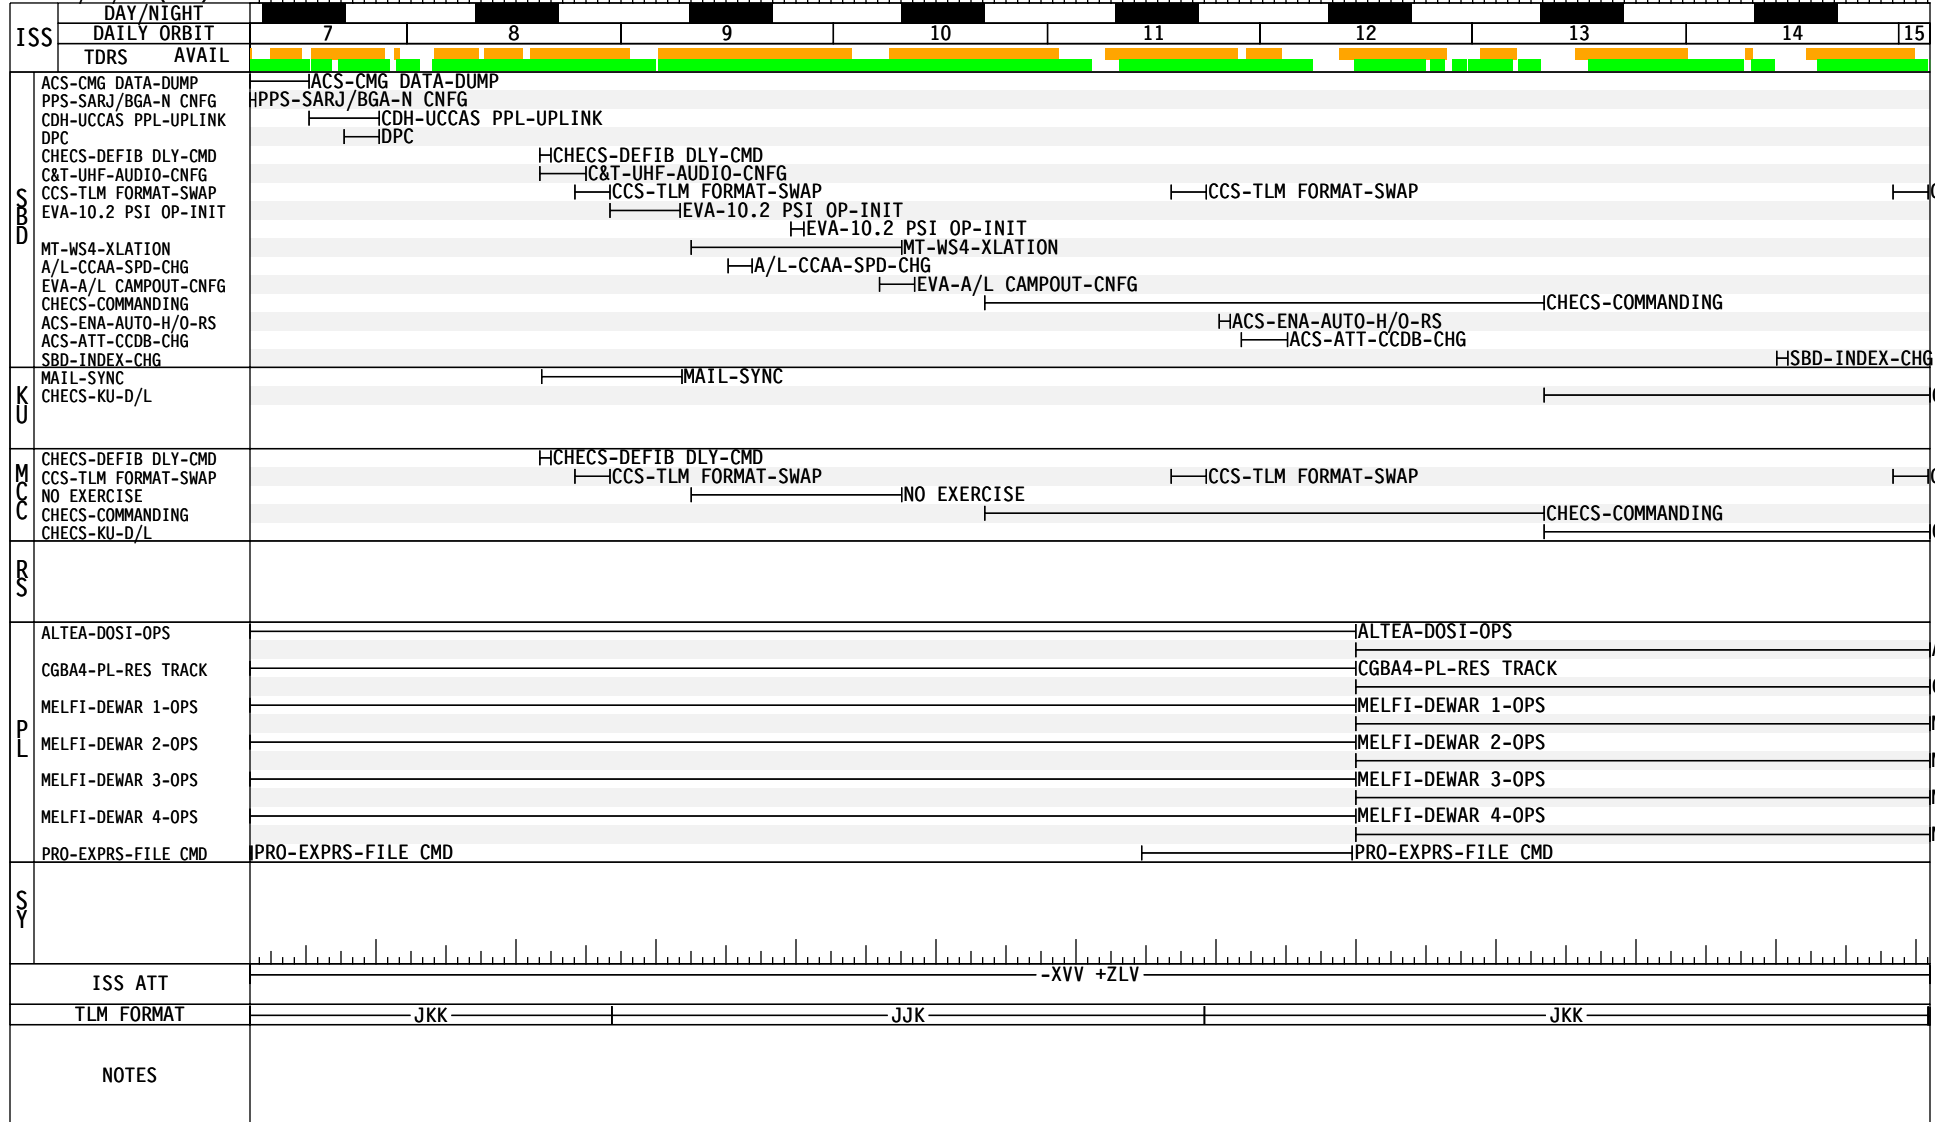 DAY/NIGHT
ISS DAILY ORBIT 7 8 9 10 11 12 13 14 15
TDRS AVAIL
SBD
ACS-CMG DATA-DUMP ACS-CMG DATA-DUMP
PPS-SARJ/BGA-N CNFG PPS-SARJ/BGA-N CNFG
CDH-UCCAS PPL-UPLINK CDH-UCCAS PPL-UPLINK
DPC DPC
CHECS-DEFIB DLY-CMD CHECS-DEFIB DLY-CMD
C&T-UHF-AUDIO-CNFG C&T-UHF-AUDIO-CNFG
CCS-TLM FORMAT-SWAP CCS-TLM FORMAT-SWAP CCS-TLM FORMAT-SWAP
EVA-10.2 PSI OP-INIT EVA-10.2 PSI OP-INIT
EVA-10.2 PSI OP-INIT
MT-WS4-XLATION MT-WS4-XLATION
A/L-CCAA-SPD-CHG A/L-CCAA-SPD-CHG
EVA-A/L CAMPOUT-CNFG EVA-A/L CAMPOUT-CNFG
CHECS-COMMANDING CHECS-COMMANDING
ACS-ENA-AUTO-H/O-RS ACS-ENA-AUTO-H/O-RS
ACS-ATT-CCDB-CHG ACS-ATT-CCDB-CHG
SBD-INDEX-CHG SBD-INDEX-CHG
KU
MAIL-SYNC MAIL-SYNC
CHECS-KU-D/L
MCC
CHECS-DEFIB DLY-CMD CHECS-DEFIB DLY-CMD
CCS-TLM FORMAT-SWAP CCS-TLM FORMAT-SWAP CCS-TLM FORMAT-SWAP
NO EXERCISE NO EXERCISE
CHECS-COMMANDING CHECS-COMMANDING
CHECS-KU-D/L
RS
PL
ALTEA-DOSI-OPS ALTEA-DOSI-OPS
CGBA4-PL-RES TRACK CGBA4-PL-RES TRACK
MELFI-DEWAR 1-OPS MELFI-DEWAR 1-OPS
MELFI-DEWAR 2-OPS MELFI-DEWAR 2-OPS
MELFI-DEWAR 3-OPS MELFI-DEWAR 3-OPS
MELFI-DEWAR 4-OPS MELFI-DEWAR 4-OPS
PRO-EXPRS-FILE CMD PRO-EXPRS-FILE CMD PRO-EXPRS-FILE CMD
SY
ISS ATT -XVV +ZLV
TLM FORMAT JKK JJK JKK
NOTES